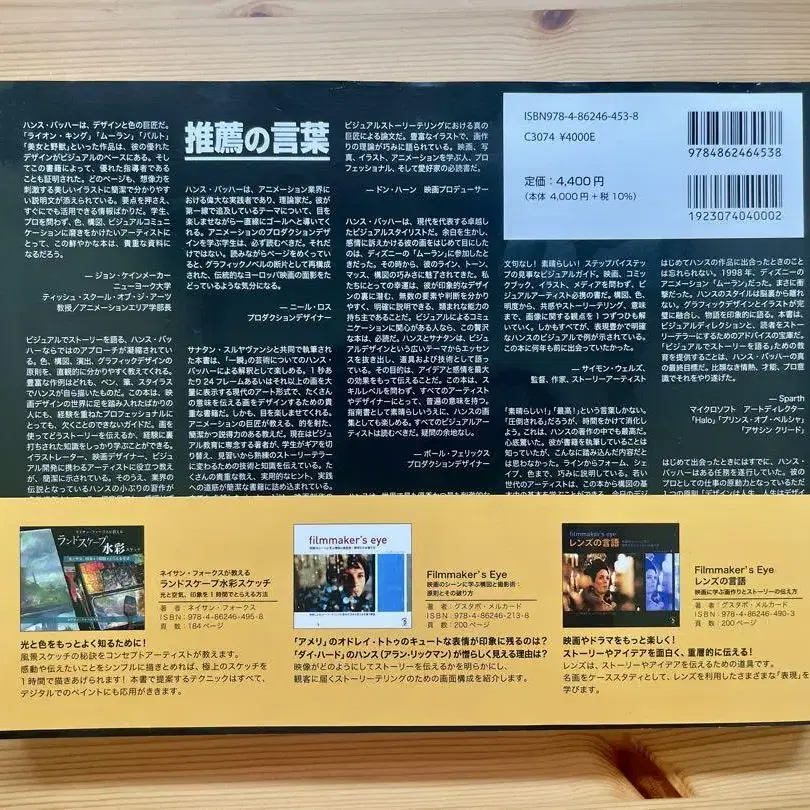 推薦の言葉
ハンス・バッハーは、デザインと色の巨匠だ。
「ライオン・キング」「ムーラン」「バルト」
「美女と野獣」といった作品は、彼の優れた
デザインがビジュアルのベースにある。そし
てこの書籍によって、優れた指導者であるこ
とも証明された。どのページも、想像力を
刺激する美しいイラストに簡潔で分かりやす
い説明文が添えられている。要点を押さえ、
すぐにでも活用できる情報ばかりだ。学生、
プロを問わず、色、構図、ビジュアルコミュニ
ケーションに磨きをかけたいアーティストに
とって、この鮮やかな本は、貴重な資料に
なるだろう。
― ジョン・ケインメーカー
ニューヨーク大学
ティッシュ・スクール・オブ・ジ・アーツ
教授／アニメーションエリア学部長
ビジュアルでストーリーを語る、ハンス・バッ
ハーならではのアプローチが凝縮されてい
る。色、構図、演出、グラフィックデザインの
原則を、直観的に分かりやすく教えてくれる。
豊富な作例はどれも、ペン、筆、スタイラス
でハンスが自ら描いたものだ。この本は、映
画デザインの世界に足を踏み入れたばかり
の人にも、経験を重ねたプロフェッショナルに
とっても、欠くことのできないガイドだ。画を
使ってどうストーリーを伝えるか、経験に裏
打ちされた知識をしっかり学ぶことができる。
イラストレーター、映画デザイナー、ビジュア
ル開発に携わるアーティストに役立つ教え
が、簡潔に示されている。そのうえ、業界の
伝説となっているハンスの小ぶりの習作が
ハンス・バッハーは、アニメーション業界に
おける偉大な実践者であり、理論家だ。彼
が第一線で追及しているテーマについて、目を
楽しませながら一直線にゴールへと導いてく
れる。アニメーションのプロダクションデザイ
ンを学ぶ学生は、必ず読むべきだ。それだ
けではない。読みながらページをめくっている
と、グラフィックノベルの断片として再構成
された、伝統的なヨーロッパ映画の面影をた
どっているような気分になる。
― ニール・ロス
プロダクションデザイナー
サナタン・スルヤヴァンシと共同で執筆され
た本書は、「一瞬」の芸術についてのハンス・
バッハーによる解釈として楽しめる。1 秒あ
たり24 フレームあるいはそれ以上の画を大
量に表示する現代のアート形式で、たくさん
の意味を伝える画をデザインするための貴
重な書籍だ。しかも、目を楽しませてくれる。
アニメーションの巨匠が教える、的を射た、
簡潔かつ説得力のある教えだ。現在はビジュ
アル教育に専念する著者が、学生がギアを切
り替え、見習いから熟練のストーリーテラー
に変わるための技術と知識を伝えている。た
くさんの貴重な教え、実用的なヒント、実践
への道筋が簡潔な書籍に詰め込まれている。
ビジュアルストーリーテリングにおける真の
巨匠による論文だ。豊富なイラストで、画作
りの理論が巧みに語られている。映画、写
真、イラスト、アニメーションを学ぶ人、プロフ
ェッショナル、そして愛好家の必読書だ。
― ドン・ハーン 映画プロデューサー
ハンス・バッハーは、現代を代表する卓越し
たビジュアルスタイリストだ。余白を生かし、
感情に訴えかける彼の画をはじめて目にした
のは、ディズニーの「ムーラン」に参加したと
きだった。その時から、彼のライン、トーン、
マッス、構図の巧みさに魅了されてきた。私
たちにとっての幸運は、彼が印象的なデザイ
ンの裏に潜む、無数の要素や判断を分かり
やすく、明確に説明できる、類まれな能力の
持ち主であることだ。ビジュアルによるコミュ
ニケーションに関心がある人なら、この贅沢
な本は、必読だ。ハンスとサナタンは、ビジュ
アルデザインという広いテーマからエッセン
スを抜き出し、道具および技術として語って
いる。その目的は、アイデアと感情を最大
の効果をもって伝えることだ。この本は、ス
キルレベルを問わず、すべてのアーティスト
やデザイナーにとって、普遍の意味を持つ。
指南書として素晴らしいうえに、ハンスの画
集としても楽しめる。すべてのビジュアルアー
ティストは読むべきだ。疑問の余地なし。
― ポール・フェリックス
プロダクションデザイナー
ISBN978-4-86246-453-8
C3074 ¥4000E
定価：4,400円
（本体 4,000円＋税 10%）
9784862464538
1923074040002
文句なし！ 素晴らしい！ ステップバイステッ
プの見事なビジュアルガイド。映画、コミック
ブック、イラスト、メディアを問わず、ビジュ
アルアーティスト必携の書だ。構図、色、
明度から、共感やストーリーテリング、意味
まで、画像に関する観点を 1 つずつひも解
いていく。しかもすべてが、表現豊かで明確
なハンスのビジュアルで例が示されている。
この本に何年も前に出会っていたかった。
― サイモン・ウェルズ、
監督、作家、ストーリーアーティスト
「素晴らしい！」「最高！」という言葉しかない。
「圧倒される」だろうが、時間をかけて消化し
よう。これは、ハンスの著作の中でも最高だ。
心底驚いた。彼が書籍を執筆していることは
知っていたが、こんなに踏み込んだ内容だと
は思わなかった。ラインからフォーム、シェ
イプ、色まで、巧みに説明している。若い
世代のアーティストは、この本から構図の基
はじめてハンスの作品に出会ったときのこと
は忘れられない。1998 年、ディズニーの
アニメーション「ムーラン」だった。まさに衝
撃だった。ハンスのスタイルは脳裏から離れ
ない。グラフィックデザインとイラストが完
璧に融合し、物語を印象的に語る。本書は、
ビジュアルディレクションと、読者をストー
リーテラーにするためのアドバイスの宝庫だ。
「ビジュアルでストーリーを語る」ための教
育を提供することは、ハンス・バッハーの真
の最終目標だ。比類なき情熱、才能、プロ意
識でそれをやり遂げた。
― Sparth
マイクロソフト アートディレクター
「Halo」「プリンス・オブ・ペルシャ」
「アサシン クリード」
はじめて出会ったときにはすでに、ハンス・
バッハーはある任務を遂行していた。彼の
プロとしての仕事の原動力となっているただ
ランドスケープ水彩スケッチ
ネイサン・フォークスが教える
ランドスケープ水彩スケッチ
光と空気、印象を 1 時間でとらえる方法
著 者：ネイサン・フォークス
ISBN：978-4-86246-495-8
頁 数：184 ページ
光と色をもっとよく知るために！
風景スケッチの秘訣をコンセプトアーティストが教えます。
感動や伝えたいことをシンプルに描きとめれば、極上のスケッチを
1 時間で描きあげられます！ 本書で提案するテクニックはすべて、
デジタルでのペイントにも応用がききます。
filmmaker's eye
Filmmaker's Eye
映画のシーンに学ぶ構図と撮影術：
原則とその破り方
著 者：グスタボ・メルカード
ISBN：978-4-86246-213-8
頁 数：200 ページ
「アメリ」のオドレイ・トトゥのキュートな表情が印象に残るのは？
「ダイ・ハード」のハンス（アラン・リックマン）が憎らしく見える理由は？
映像がどのようにしてストーリーを伝えるかを明らかにし、
観客に届くストーリーテリングのための画面構成を紹介します。
filmmaker's eye
レンズの言語
Filmmaker's Eye
レンズの言語
映画に学ぶ画作りとストーリーの伝え方
著 者：グスタボ・メルカード
ISBN：978-4-86246-490-3
頁 数：200 ページ
映画やドラマをもっと楽しく！
ストーリーやアイデアを面白く、重層的に伝える！
レンズは、ストーリーやアイデアを伝えるための道具です。
名画をケーススタディとして、レンズを利用したさまざまな「表現」を
学びます。